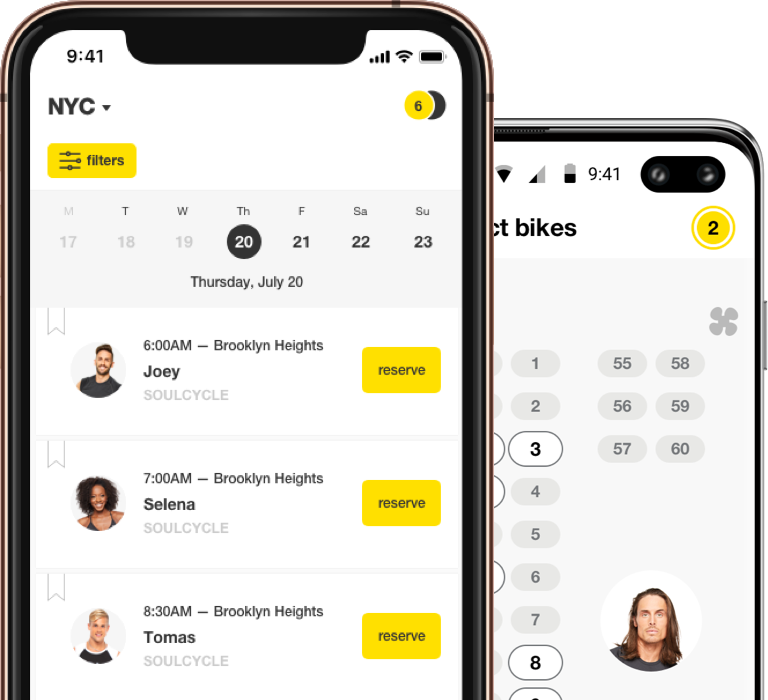 9:41
NYC
6
filters
M T W Th F Sa Su
17 18 19 20 21 22 23
Thursday, July 20
6:00AM — Brooklyn Heights
Joey
SOULCYCLE
reserve
7:00AM — Brooklyn Heights
Selena
SOULCYCLE
reserve
8:30AM — Brooklyn Heights
Tomas
SOULCYCLE
reserve
9:41
ct bikes
2
1 55 58
2 56 59
3 57 60
4
5
6
7
8